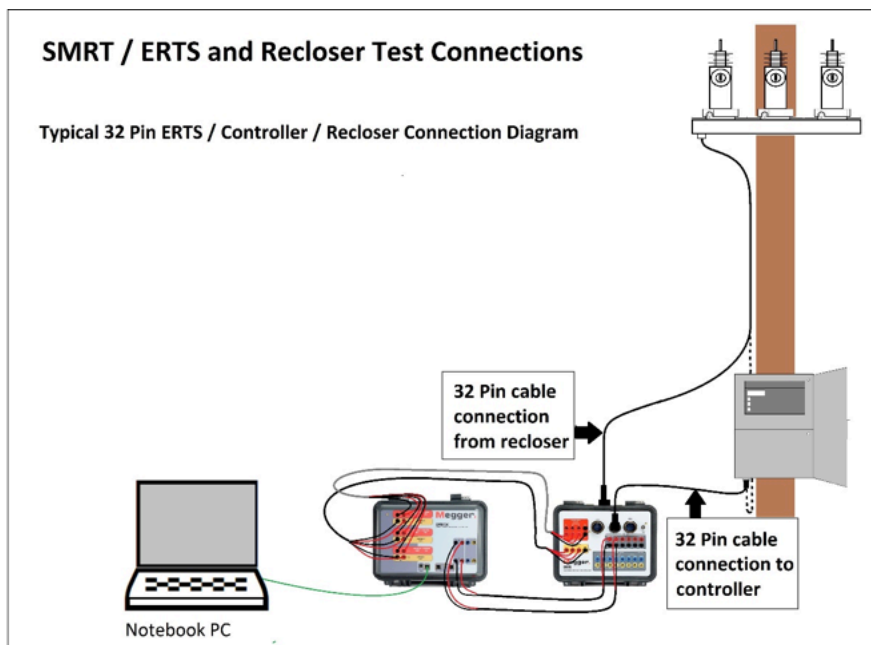 SMRT / ERTS and Recloser Test Connections
Typical 32 Pin ERTS / Controller / Recloser Connection Diagram
32 Pin cable
connection
from recloser
Megger
32 Pin cable
connection to
controller
Notebook PC